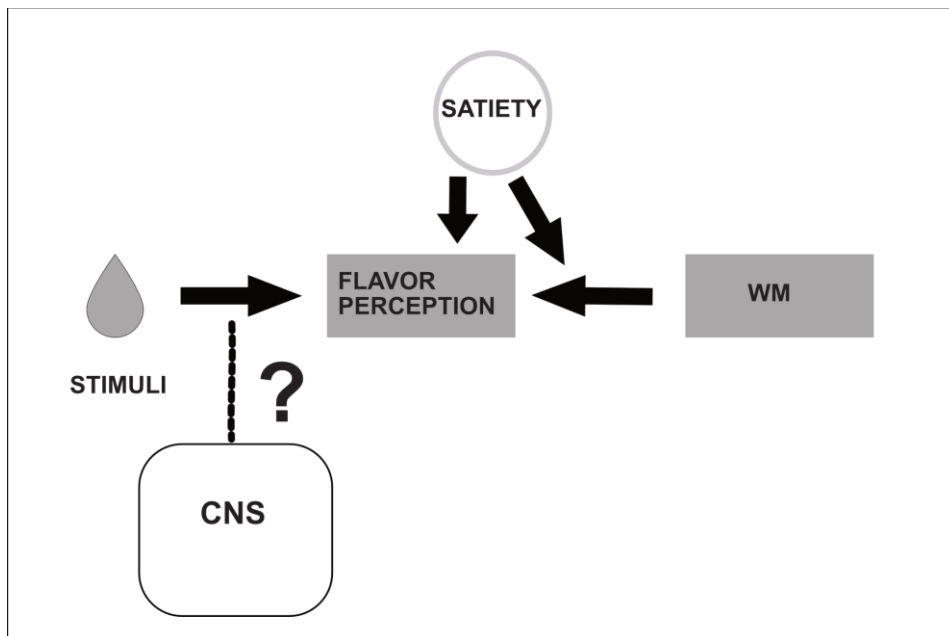 SATIETY
FLAVOR
PERCEPTION
WM
STIMULI
?
CNS